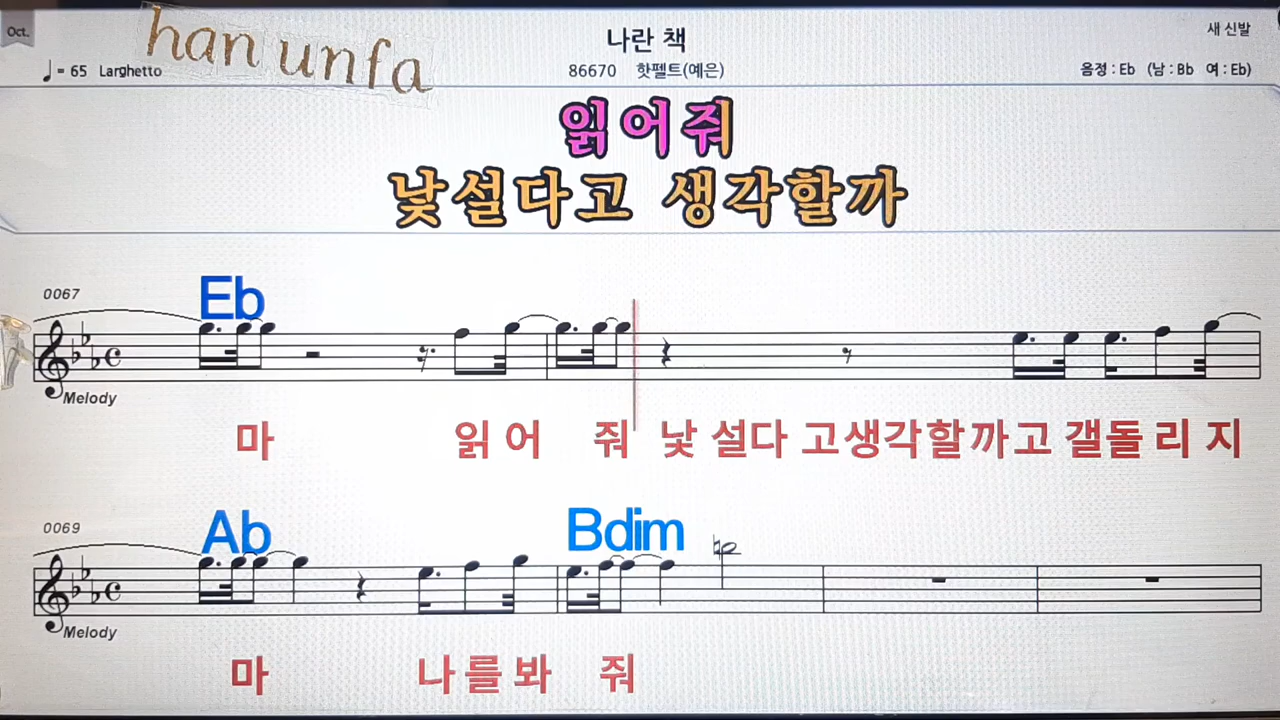 Oct.
han unfa
나란 책
새 신발
♩= 65 Larghetto
86670 핫펠트(예은)
음정 : Eb (남 : Bb 여 : Eb)
읽어줘
낯설다고 생각할까
0067
Eb
Melody
마 읽어 줘 낯 설다 고생각할까고 갤돌리 지
0069
Ab Bdim
Melody
마 나를봐 줘